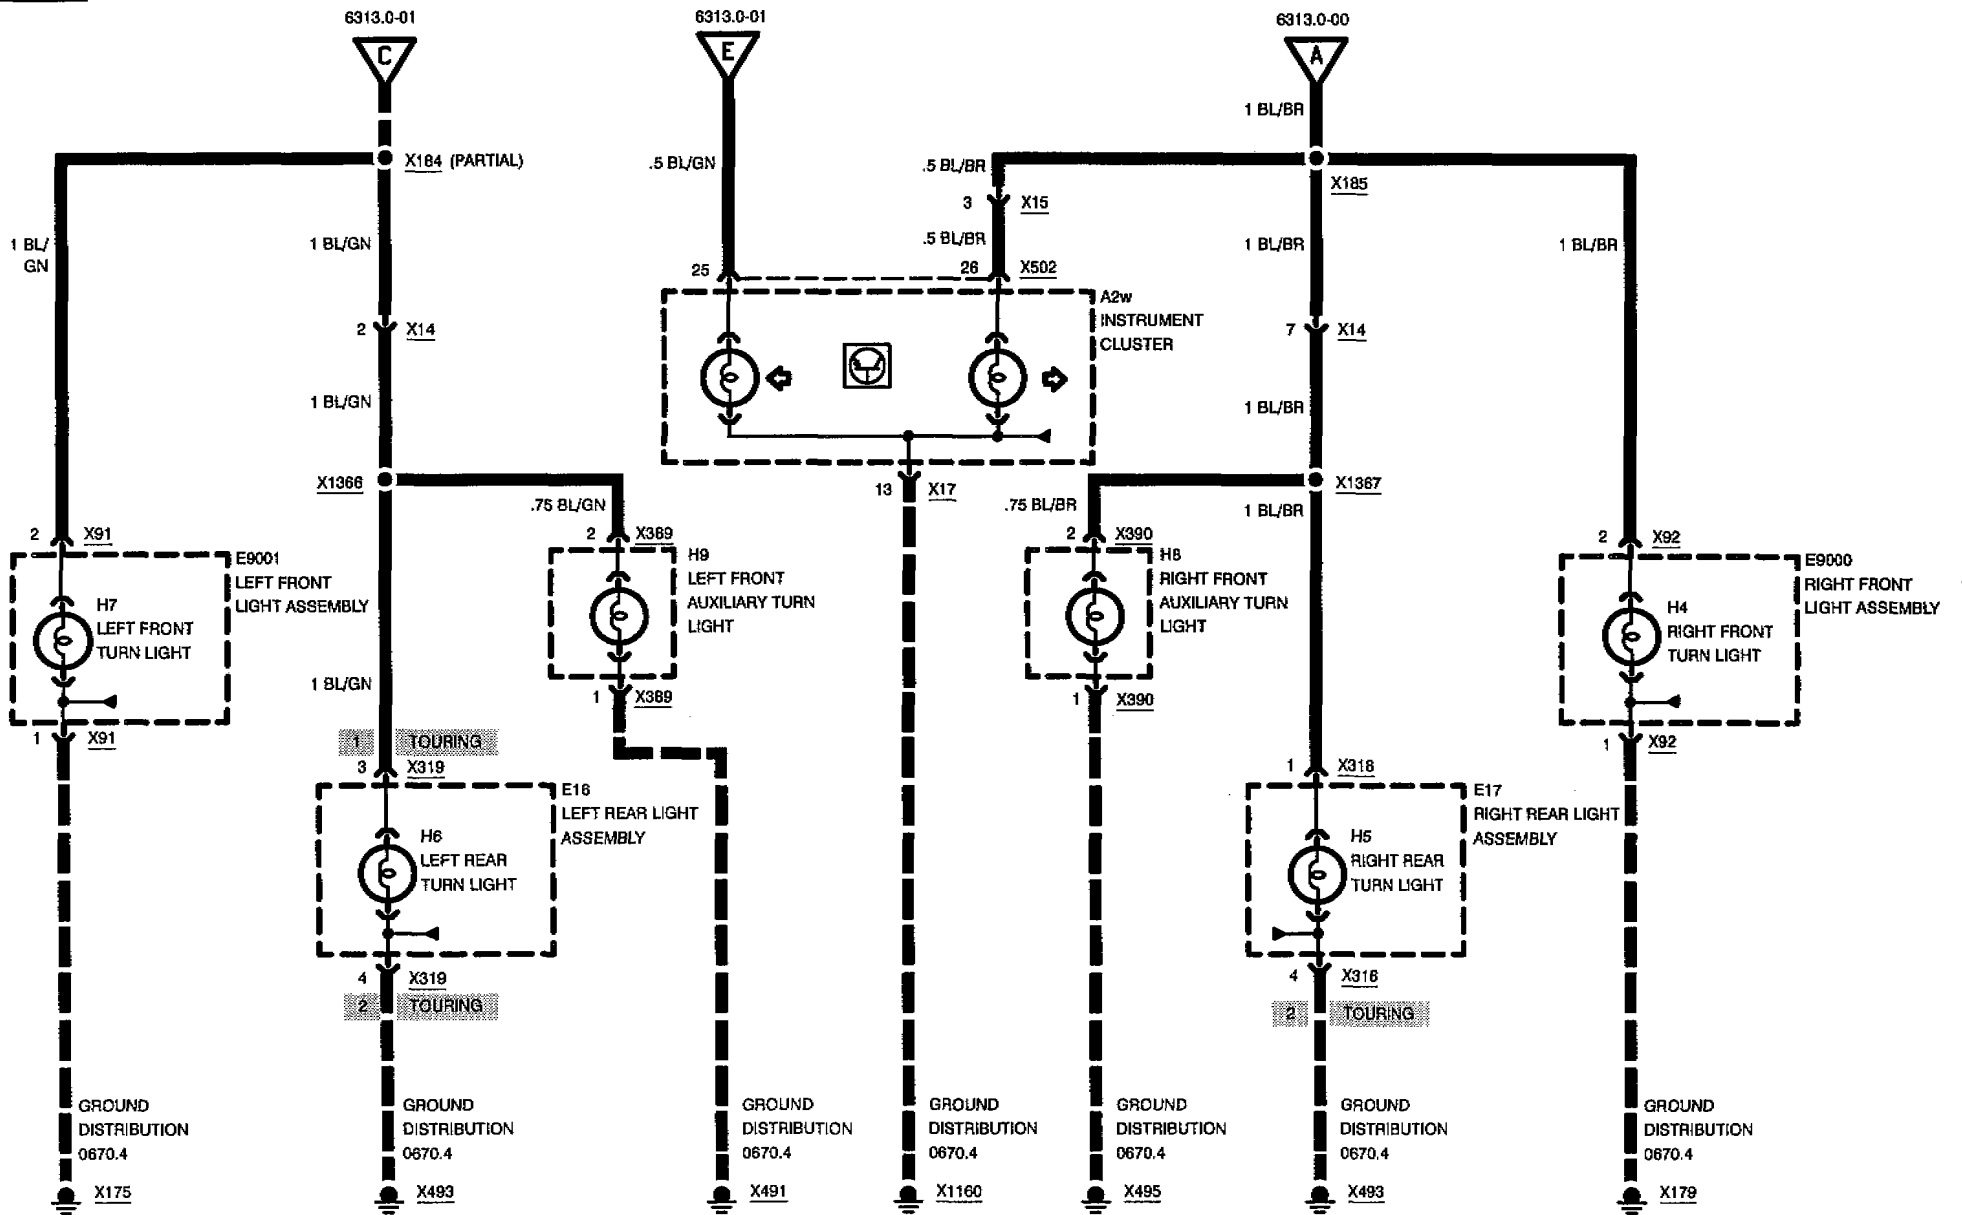 6313.0-01
6313.0-01
6313.0-00
C
E
A
1 BL/BR
X184 (PARTIAL)
.5 BL/GN
.5 BL/BR
X185
3 X15
1 BL/
GN
1 BL/GN
.5 BL/BR
1 BL/BR
1 BL/BR
25
26 X502
A2w
INSTRUMENT
CLUSTER
2 X14
7 X14
1 BL/GN
1 BL/BR
X1366
13 X17
X1367
.75 BL/GN
.75 BL/BR
1 BL/BR
2 X91
2 X389
2 X390
2 X92
E9001
LEFT FRONT
LIGHT ASSEMBLY
H9
LEFT FRONT
AUXILIARY TURN
LIGHT
H8
RIGHT FRONT
AUXILIARY TURN
LIGHT
E9000
RIGHT FRONT
LIGHT ASSEMBLY
H7
LEFT FRONT
TURN LIGHT
H4
RIGHT FRONT
TURN LIGHT
1 BL/GN
1 X389
1 X390
1 X91
1 TOURING
1 X92
3 X319
1 X318
E16
LEFT REAR LIGHT
ASSEMBLY
E17
RIGHT REAR LIGHT
ASSEMBLY
H6
LEFT REAR
TURN LIGHT
H5
RIGHT REAR
TURN LIGHT
4 X319
4 X318
2 TOURING
2 TOURING
GROUND
DISTRIBUTION
0670.4
GROUND
DISTRIBUTION
0670.4
GROUND
DISTRIBUTION
0670.4
GROUND
DISTRIBUTION
0670.4
GROUND
DISTRIBUTION
0670.4
GROUND
DISTRIBUTION
0670.4
GROUND
DISTRIBUTION
0670.4
X175
X493
X491
X1160
X495
X493
X179